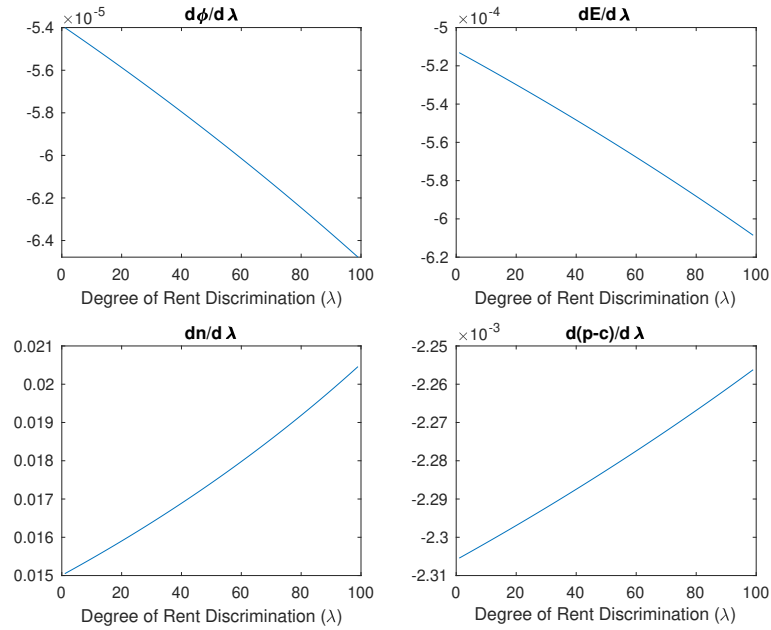 dϕ/d λ
×10-5
-5.4
-5.6
-5.8
-6
-6.2
-6.4
0 20 40 60 80 100
Degree of Rent Discrimination (λ)
dE/d λ
×10-4
-5
-5.2
-5.4
-5.6
-5.8
-6
-6.2
0 20 40 60 80 100
Degree of Rent Discrimination (λ)
dn/d λ
0.021
0.02
0.019
0.018
0.017
0.016
0.015
0 20 40 60 80 100
Degree of Rent Discrimination (λ)
d(p-c)/d λ
×10-3
-2.25
-2.26
-2.27
-2.28
-2.29
-2.3
-2.31
0 20 40 60 80 100
Degree of Rent Discrimination (λ)